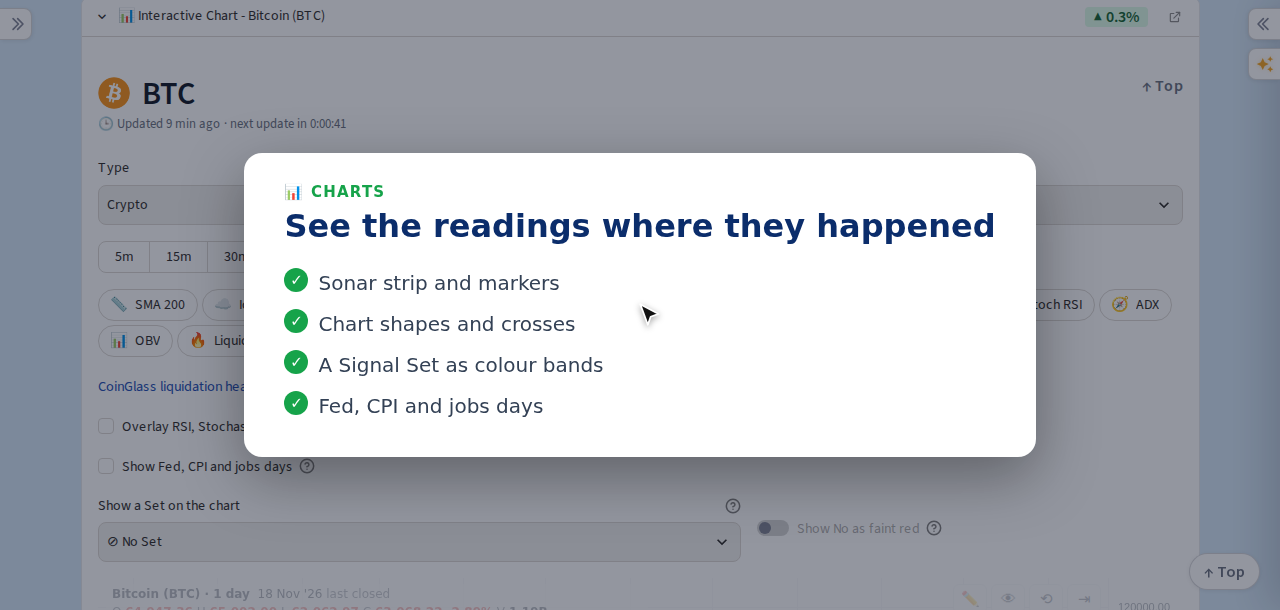 Interactive Chart - Bitcoin (BTC)
0.3%
BTC
Top
Updated 9 min ago · next update in 0:00:41
Type
Crypto
5m
15m
SMA 200
ADX
OBV
CHARTS
See the readings where they happened
Sonar strip and markers
Chart shapes and crosses
A Signal Set as colour bands
Fed, CPI and jobs days
CoinGlass liquidation
Overlay RSI,
Show Fed, CPI and jobs days
Show a Set on the chart
No Set
Show No as faint red
Top
Bitcoin (BTC) · 1 day 18 Nov '26 last closed
120000.00